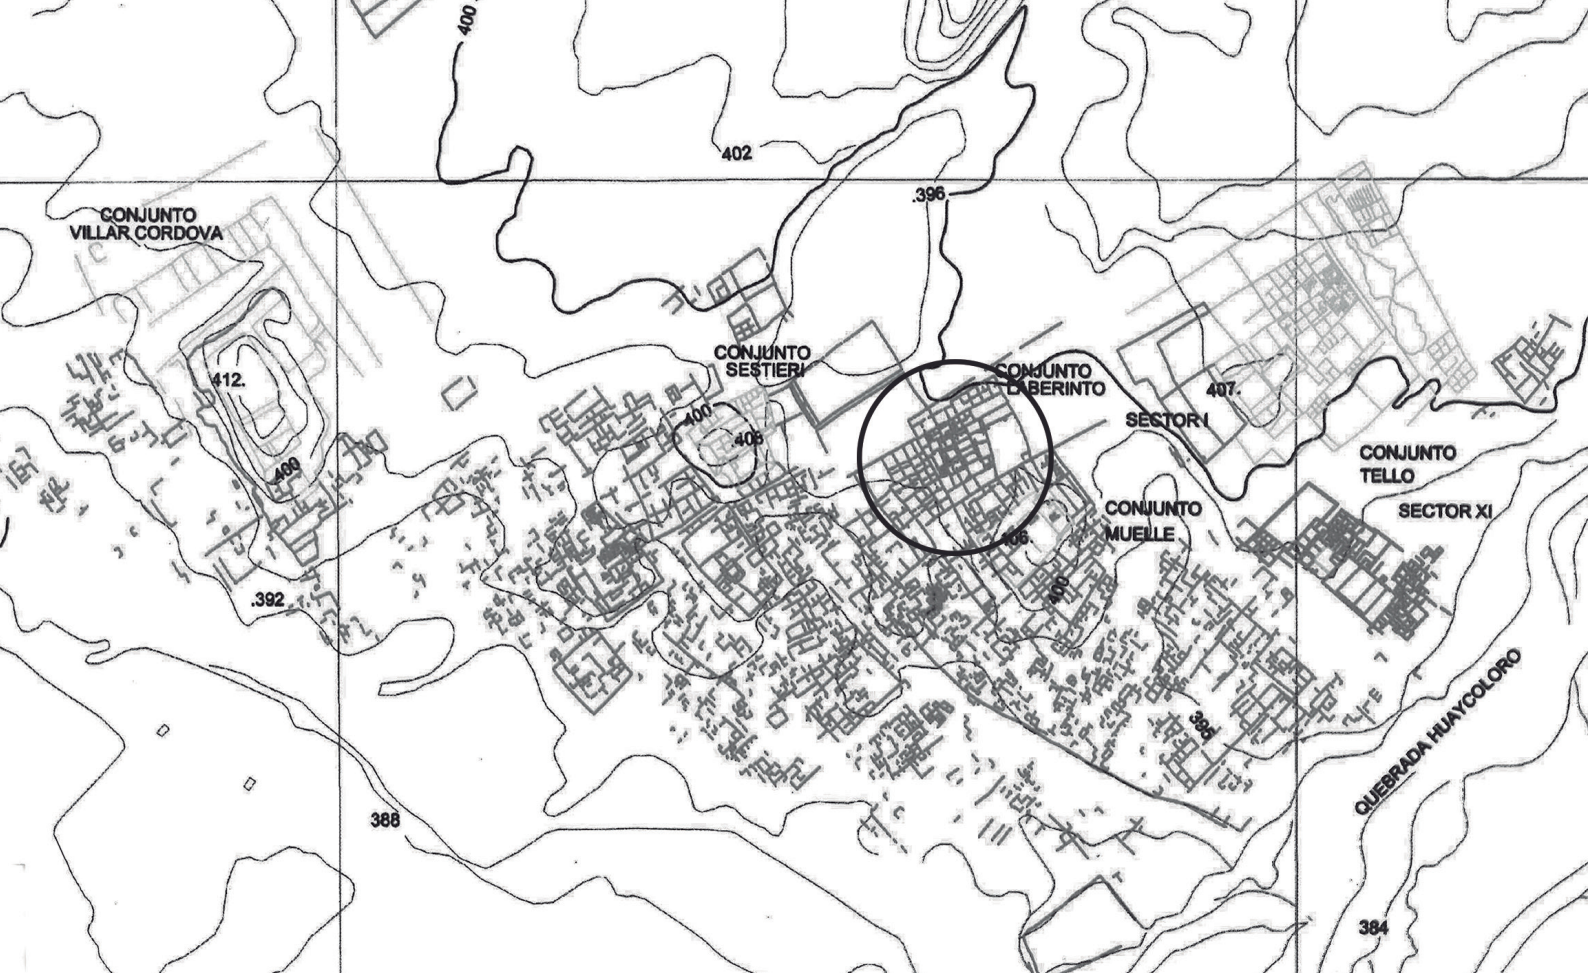 400
402
.396
CONJUNTO
VILLAR CORDOVA
CONJUNTO
SESTIERI
CONJUNTO
LABERINTO
412.
407.
400
SECTOR I
408
CONJUNTO
TELLO
400
CONJUNTO
MUELLE
SECTOR XI
406
400
.392
QUEBRADA HUAYCOLORO
388
384